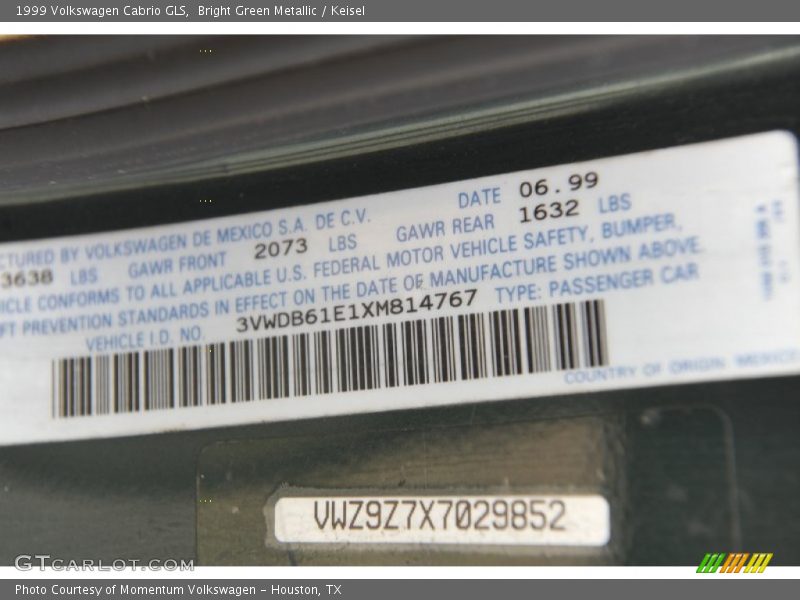 1999 Volkswagen Cabrio GLS,  Bright Green Metallic / Keisel
CTURED BY VOLKSWAGEN DE MEXICO S.A. DE C.V. DATE 06.99
3638 LBS GAWR FRONT 2073 LBS GAWR REAR 1632 LBS
ICLE CONFORMS TO ALL APPLICABLE U.S. FEDERAL MOTOR VEHICLE SAFETY, BUMPER,
FT PREVENTION STANDARDS IN EFFECT ON THE DATE OF MANUFACTURE SHOWN ABOVE.
VEHICLE I.D. NO. 3VWDB61E1XM814767 TYPE: PASSENGER CAR
COUNTRY OF ORIGIN MEXICO
VWZ9Z7X7029852
GTCARLOT.COM
Photo Courtesy of Momentum Volkswagen - Houston, TX